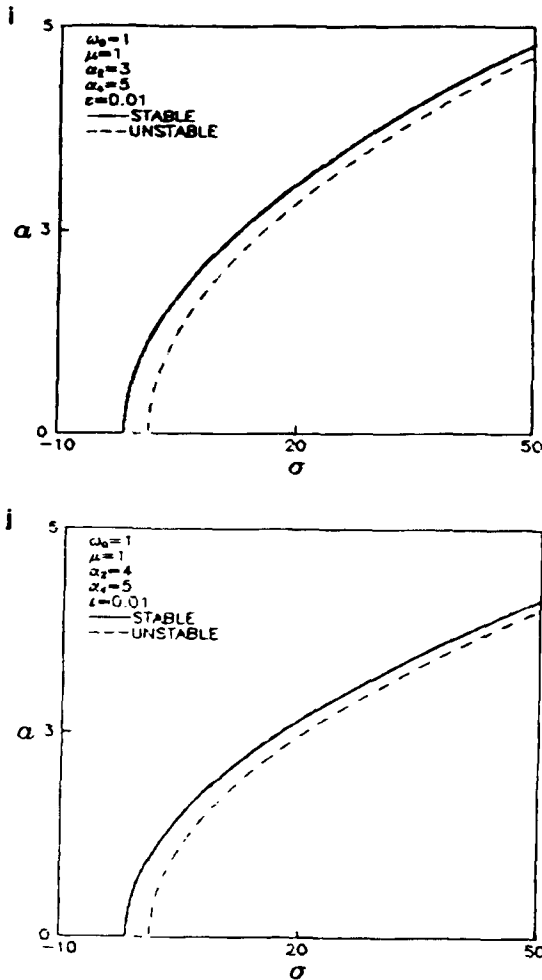 i
5
ω₀=1
μ=1
α₂=3
α₄=5
ε=0.01
STABLE
UNSTABLE
a 3
0
-10 20 50
σ
j
5
ω₀=1
μ=1
α₂=4
α₄=5
ε=0.01
STABLE
UNSTABLE
a 3
0
-10 20 50
σ